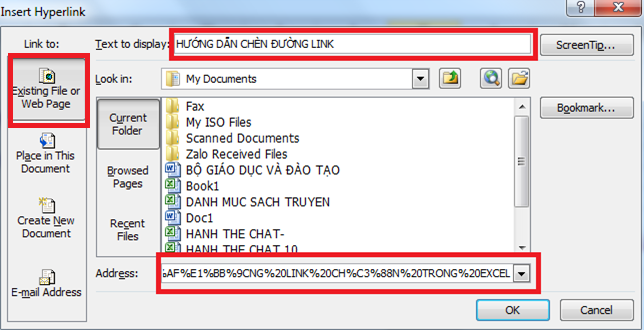 Insert Hyperlink
Link to:
Text to display: HƯỚNG DẪN CHÈN ĐƯỜNG LINK
ScreenTip...
Existing File or Web Page
Look in: My Documents
Bookmark...
Current Folder
Fax
My ISO Files
Scanned Documents
Zalo Received Files
BỘ GIÁO DỤC VÀ ĐÀO TẠO
Book1
DANH MUC SACH TRUYEN
Doc1
HANH THE CHAT-
HANH THE CHAT 10
Place in This Document
Browsed Pages
Create New Document
Recent Files
E-mail Address
Address: %AF%E1%BB%9CNG%20LINK%20CH%C3%88N%20TRONG%20EXCEL
OK
Cancel